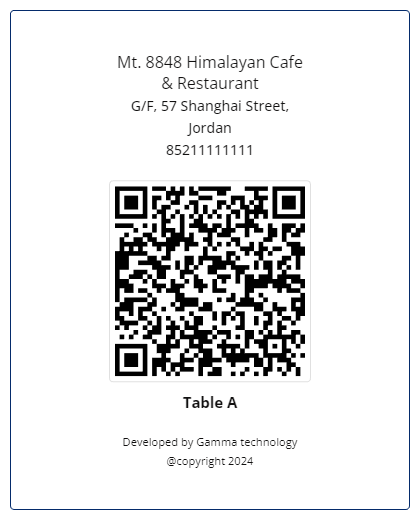 Mt. 8848 Himalayan Cafe
& Restaurant
G/F, 57 Shanghai Street,
Jordan
85211111111
Table A
Developed by Gamma technology
@copyright 2024